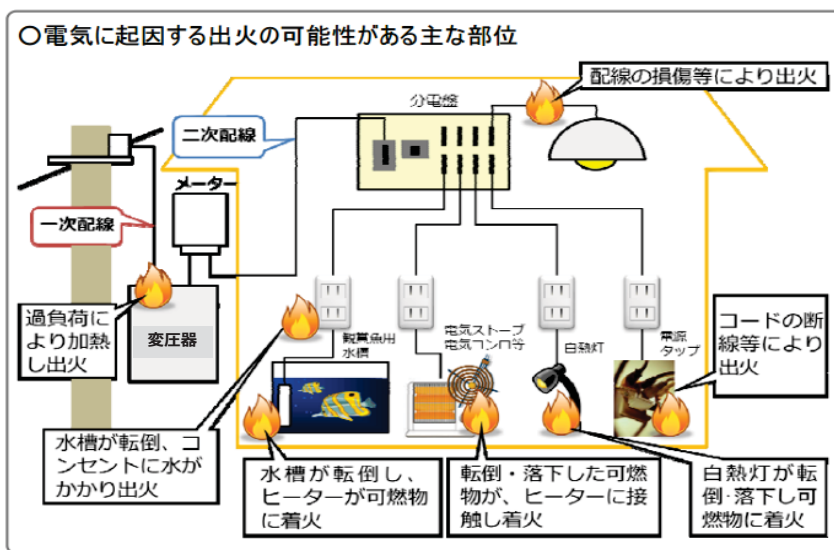 〇電気に起因する出火の可能性がある主な部位
配線の損傷等により出火
分電盤
二次配線
メーター
一次配線
過負荷に
より加熱
し出火
変圧器
観賞魚用
水槽
電気ストーブ
電気コンロ等
白熱灯
電源
タップ
コードの断
線等により
出火
水槽が転倒、コ
ンセントに水が
かかり出火
水槽が転倒し、
ヒーターが可燃物
に着火
転倒・落下した可燃
物が、ヒーターに接
触し着火
白熱灯が転
倒・落下し可
燃物に着火